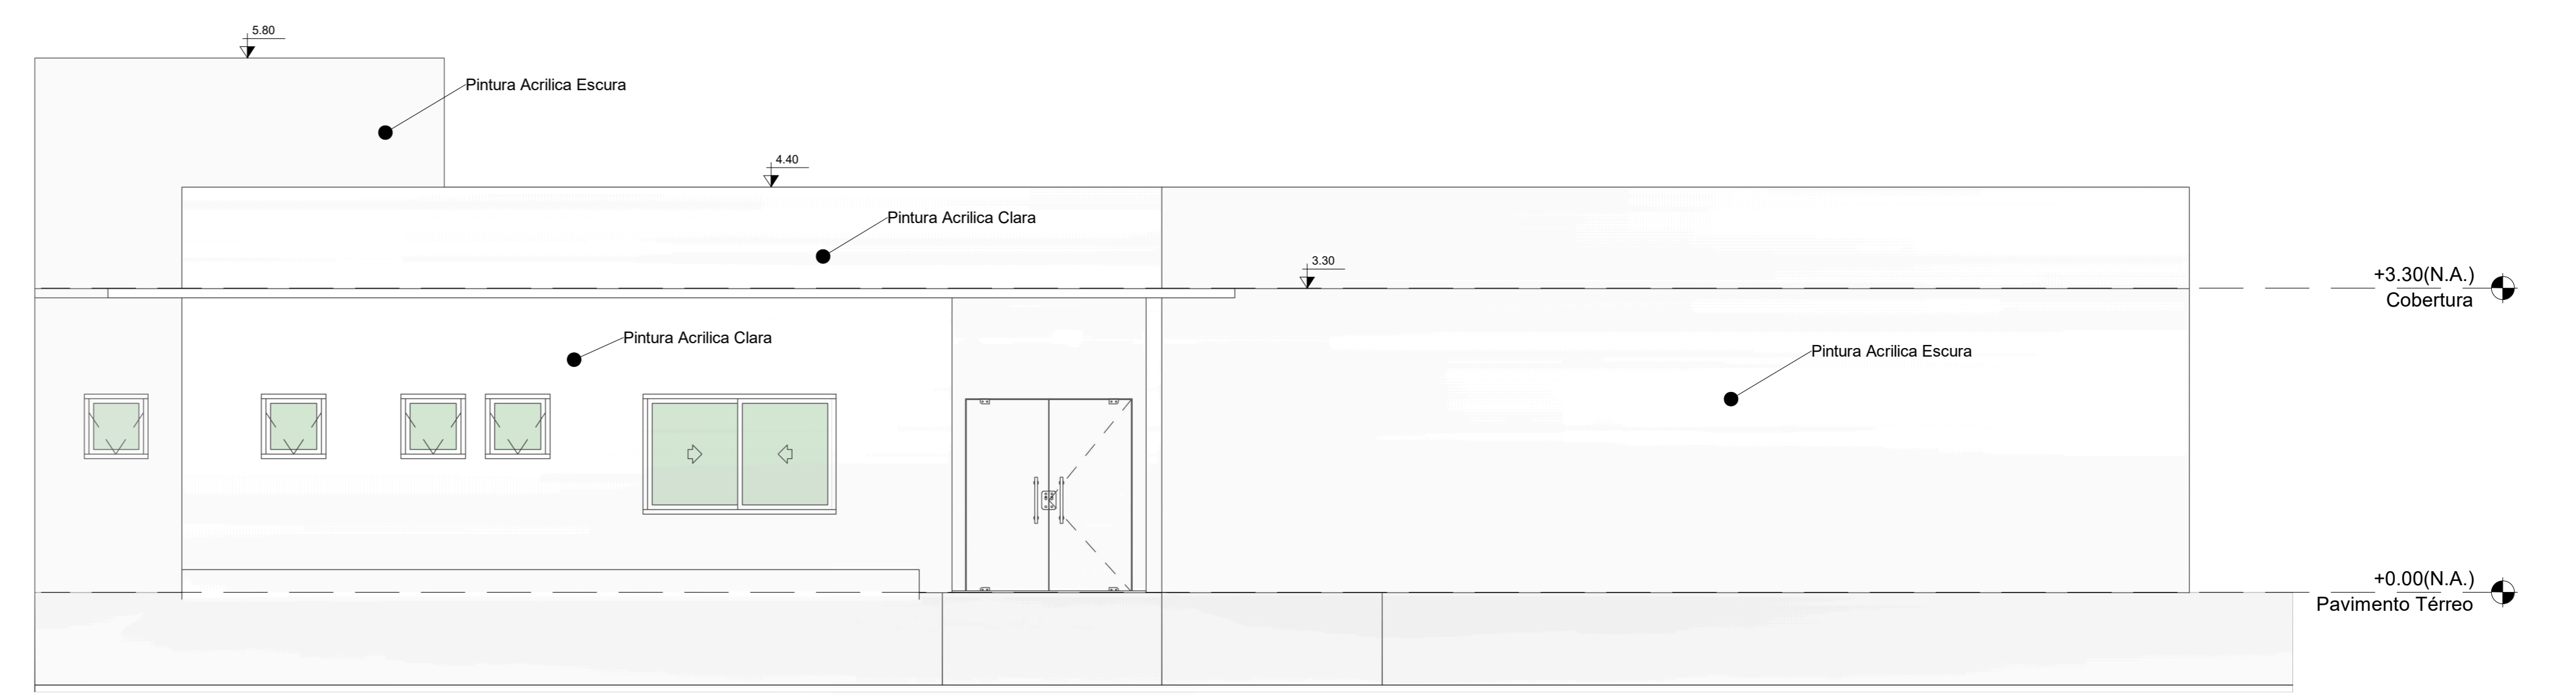 5.80
Pintura Acrilica Escura
4.40
Pintura Acrilica Clara
3.30
+3.30(N.A.)
Cobertura
Pintura Acrilica Clara
Pintura Acrilica Escura
+0.00(N.A.)
Pavimento Térreo